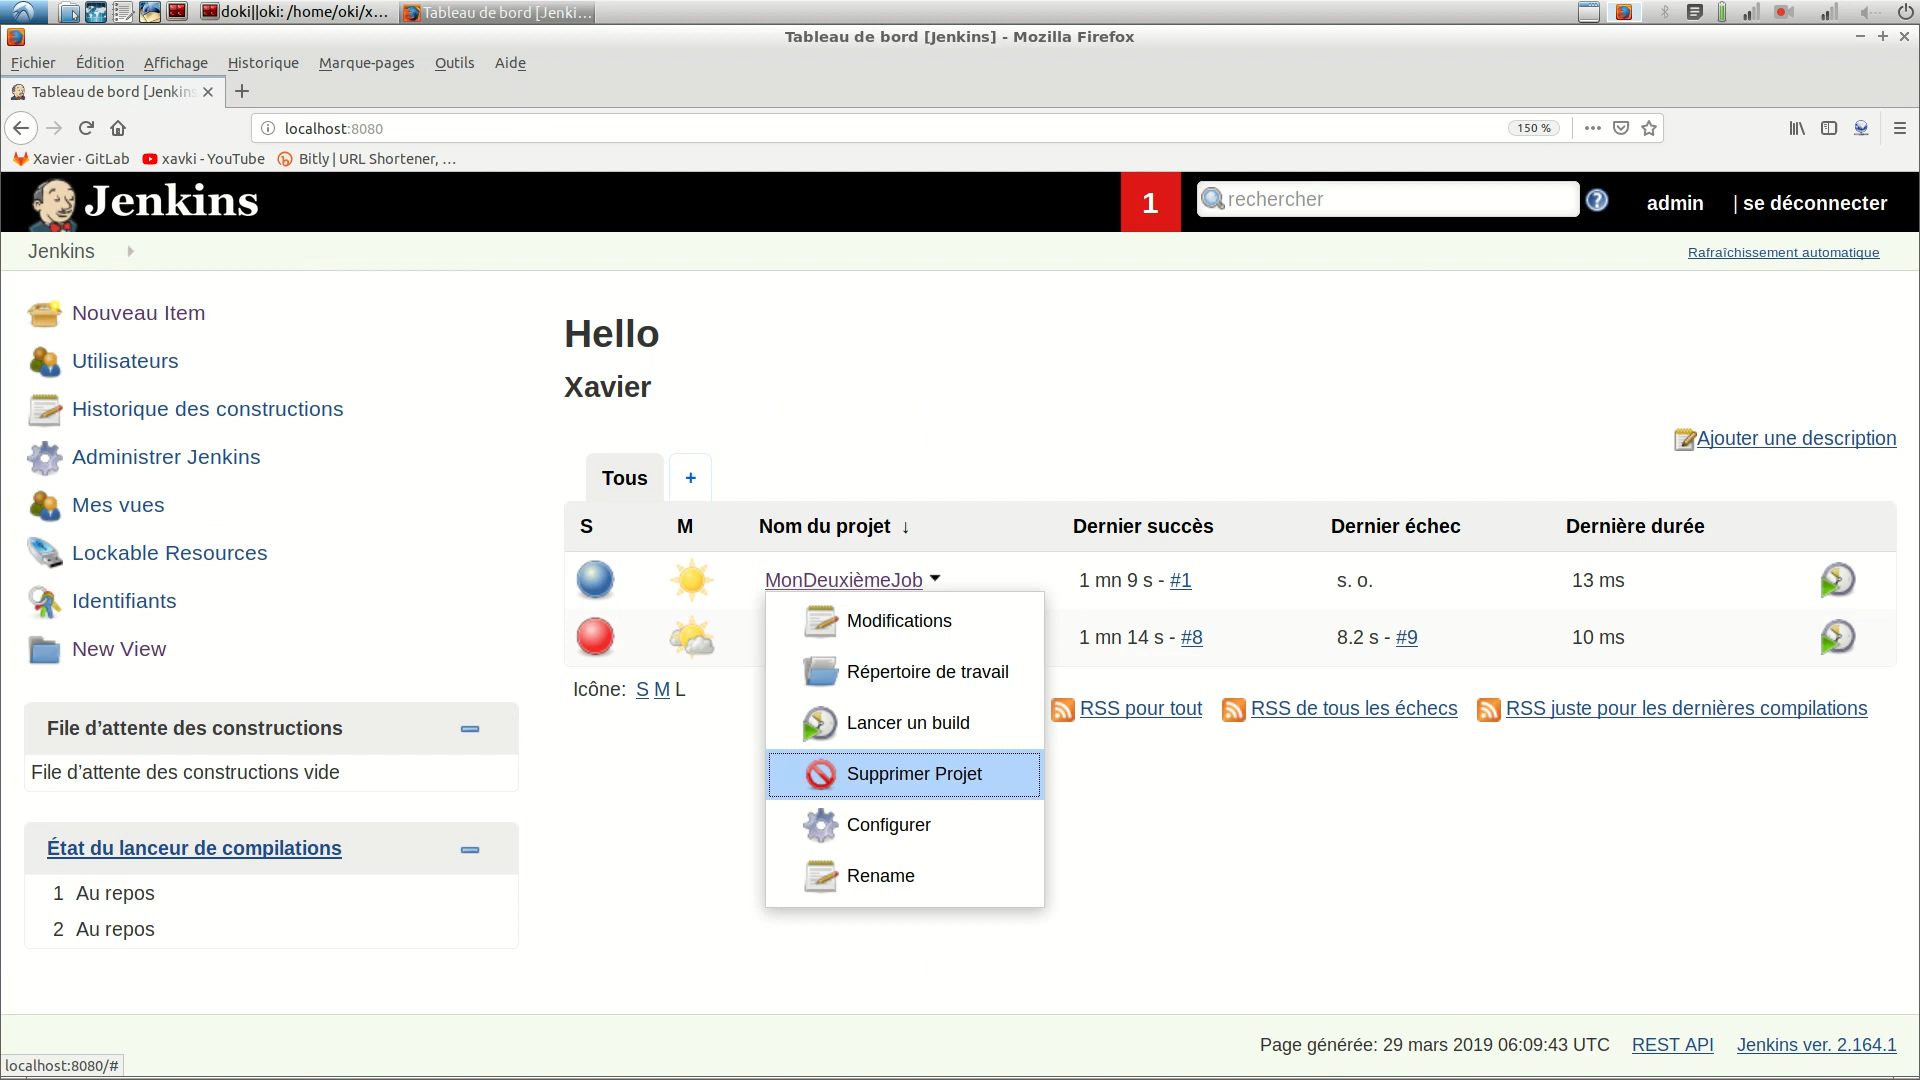 doki||oki: /home/oki/x...
Tableau de bord [Jenki...
Tableau de bord [Jenkins] - Mozilla Firefox
Fichier Édition Affichage Historique Marque-pages Outils Aide
Tableau de bord [Jenkins
localhost:8080
150 %
Xavier · GitLab
xavki - YouTube
Bitly | URL Shortener, ...
Jenkins
1
rechercher
admin
| se déconnecter
Jenkins
Rafraîchissement automatique
Nouveau Item
Utilisateurs
Historique des constructions
Administrer Jenkins
Mes vues
Lockable Resources
Identifiants
New View
File d'attente des constructions
File d'attente des constructions vide
État du lanceur de compilations
1 Au repos
2 Au repos
Hello
Xavier
Ajouter une description
Tous +
S M Nom du projet ↓ Dernier succès Dernier échec Dernière durée
MonDeuxièmeJob 1 mn 9 s - #1 s. o. 13 ms
1 mn 14 s - #8 8.2 s - #9 10 ms
Icône: S M L
Modifications
Répertoire de travail
Lancer un build
Supprimer Projet
Configurer
Rename
RSS pour tout
RSS de tous les échecs
RSS juste pour les dernières compilations
Page générée: 29 mars 2019 06:09:43 UTC REST API Jenkins ver. 2.164.1
localhost:8080/#